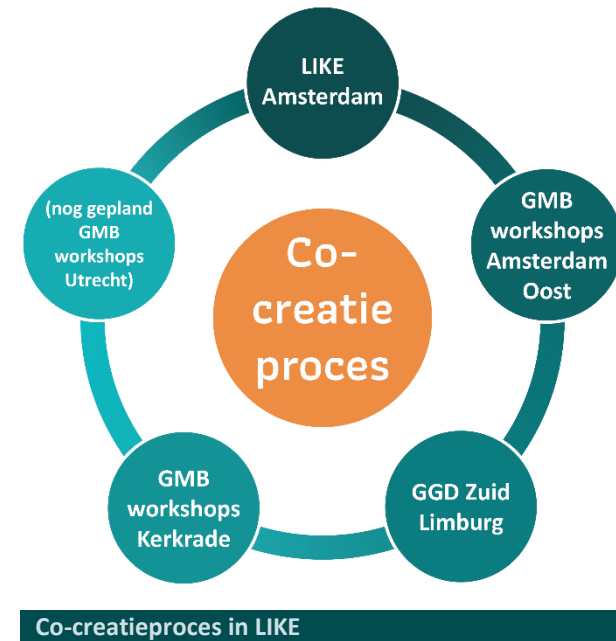 LIKE
Amsterdam
GMB
workshops
Amsterdam
Oost
GGD Zuid
Limburg
GMB
workshops
Kerkrade
(nog gepland
GMB
workshops
Utrecht)
Co-
creatie
proces
Co-creatieproces in LIKE